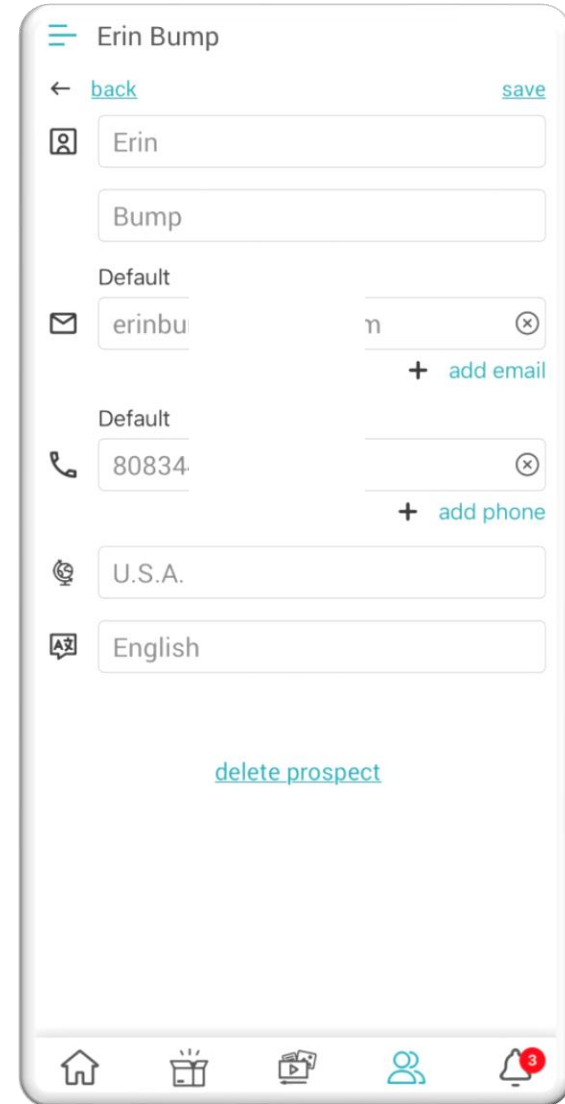 Erin Bump
back save
Erin
Bump
Default
erinbu m
+ add email
Default
80834
+ add phone
U.S.A.
English
delete prospect
3